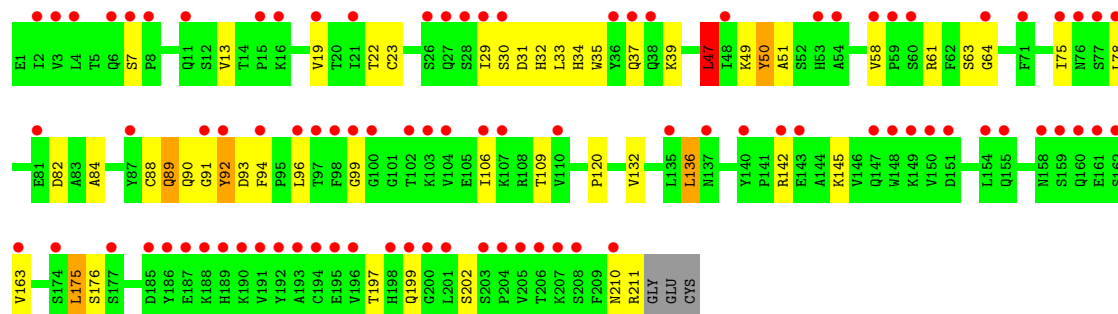 E1 I2 V3 L4 T5 Q6 S7 P8 Q11 S12 V13 T14 P15 K16 V19 T20 I21 T22 C23 S26 Q27 S28 I29 S30 D31 H32 L33 H34 W35 Y36 Q37 Q38 K39 L47 I48 K49 Y50 A51 S52 H53 A54 V58 P59 S60 R61 F62 S63 G64 F71 I75 N76 S77 L78
E81 D82 A83 A84 Y87 C88 Q89 Q90 G91 Y92 D93 F94 P95 L96 T97 F98 G99 G100 G101 T102 K103 V104 E105 I106 K107 R108 T109 V110 P120 V132 L135 L136 N137 Y140 P141 R142 E143 A144 K145 V146 Q147 W148 K149 V150 D151 L154 Q155 N158 S159 Q160 E161 S162
V163 S174 L175 S176 S177 D185 Y186 E187 K188 H189 K190 V191 Y192 A193 C194 E195 V196 T197 H198 Q199 G200 L201 S202 S203 P204 V205 T206 K207 S208 F209 N210 R211 GLY GLU CYS